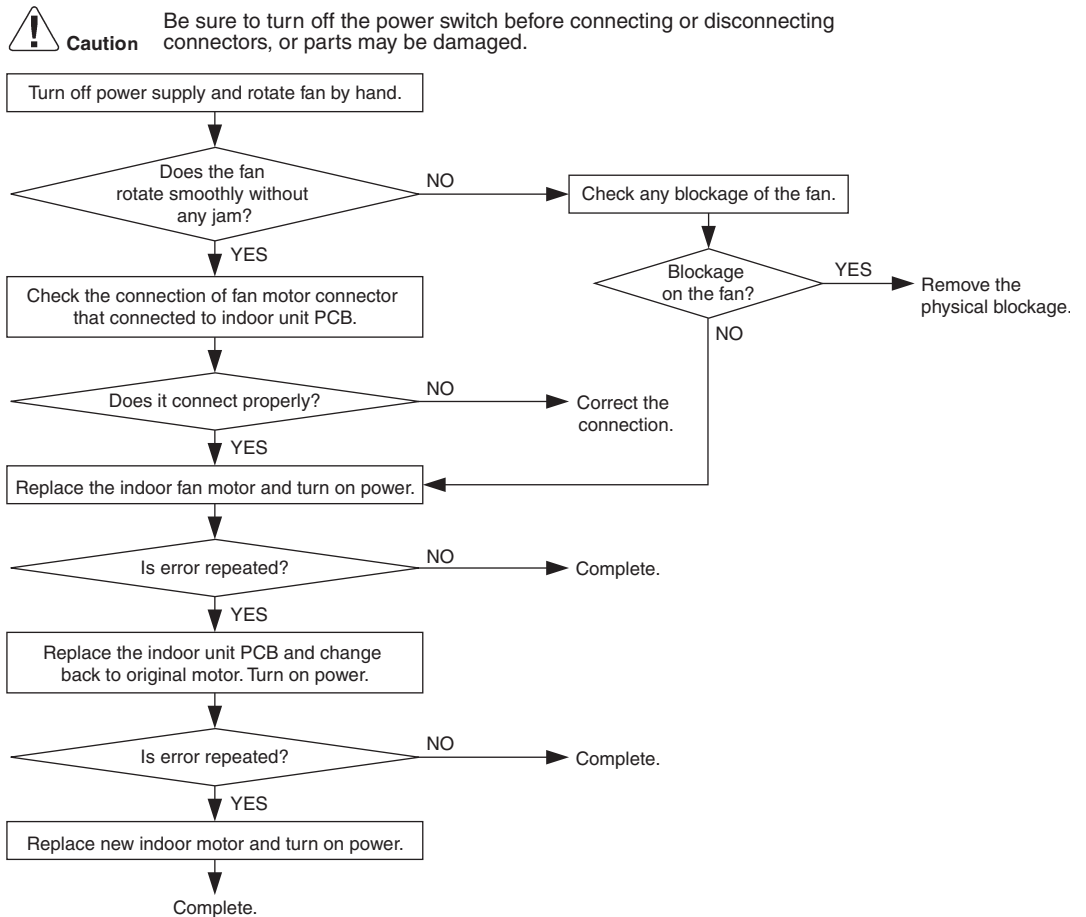 Caution
Be sure to turn off the power switch before connecting or disconnecting
connectors, or parts may be damaged.
Turn off power supply and rotate fan by hand.
Does the fan
rotate smoothly without
any jam?
NO
Check any blockage of the fan.
YES
Blockage
on the fan?
YES
Remove the
physical blockage.
NO
Check the connection of fan motor connector
that connected to indoor unit PCB.
Does it connect properly?
NO
Correct the
connection.
YES
Replace the indoor fan motor and turn on power.
Is error repeated?
NO
Complete.
YES
Replace the indoor unit PCB and change
back to original motor. Turn on power.
Is error repeated?
NO
Complete.
YES
Replace new indoor motor and turn on power.
Complete.